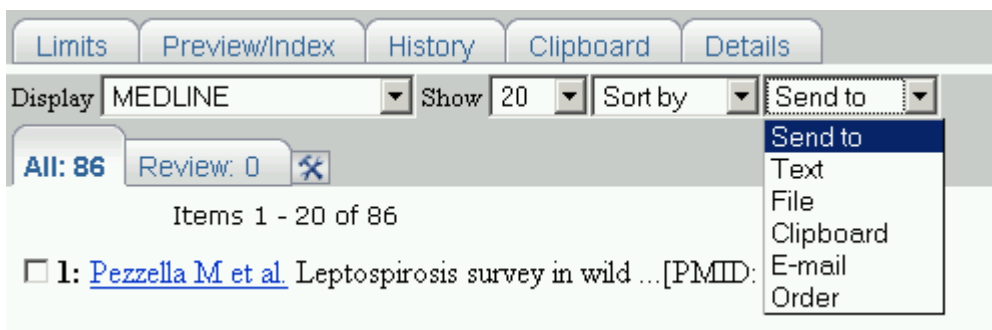 Limits Preview/Index History Clipboard Details
Display MEDLINE Show 20 Sort by Send to
Send to
All: 86 Review: 0
Text
File
Items 1 - 20 of 86
Clipboard
E-mail
1: Pezzella M et al. Leptospirosis survey in wild ...[PMID:
Order